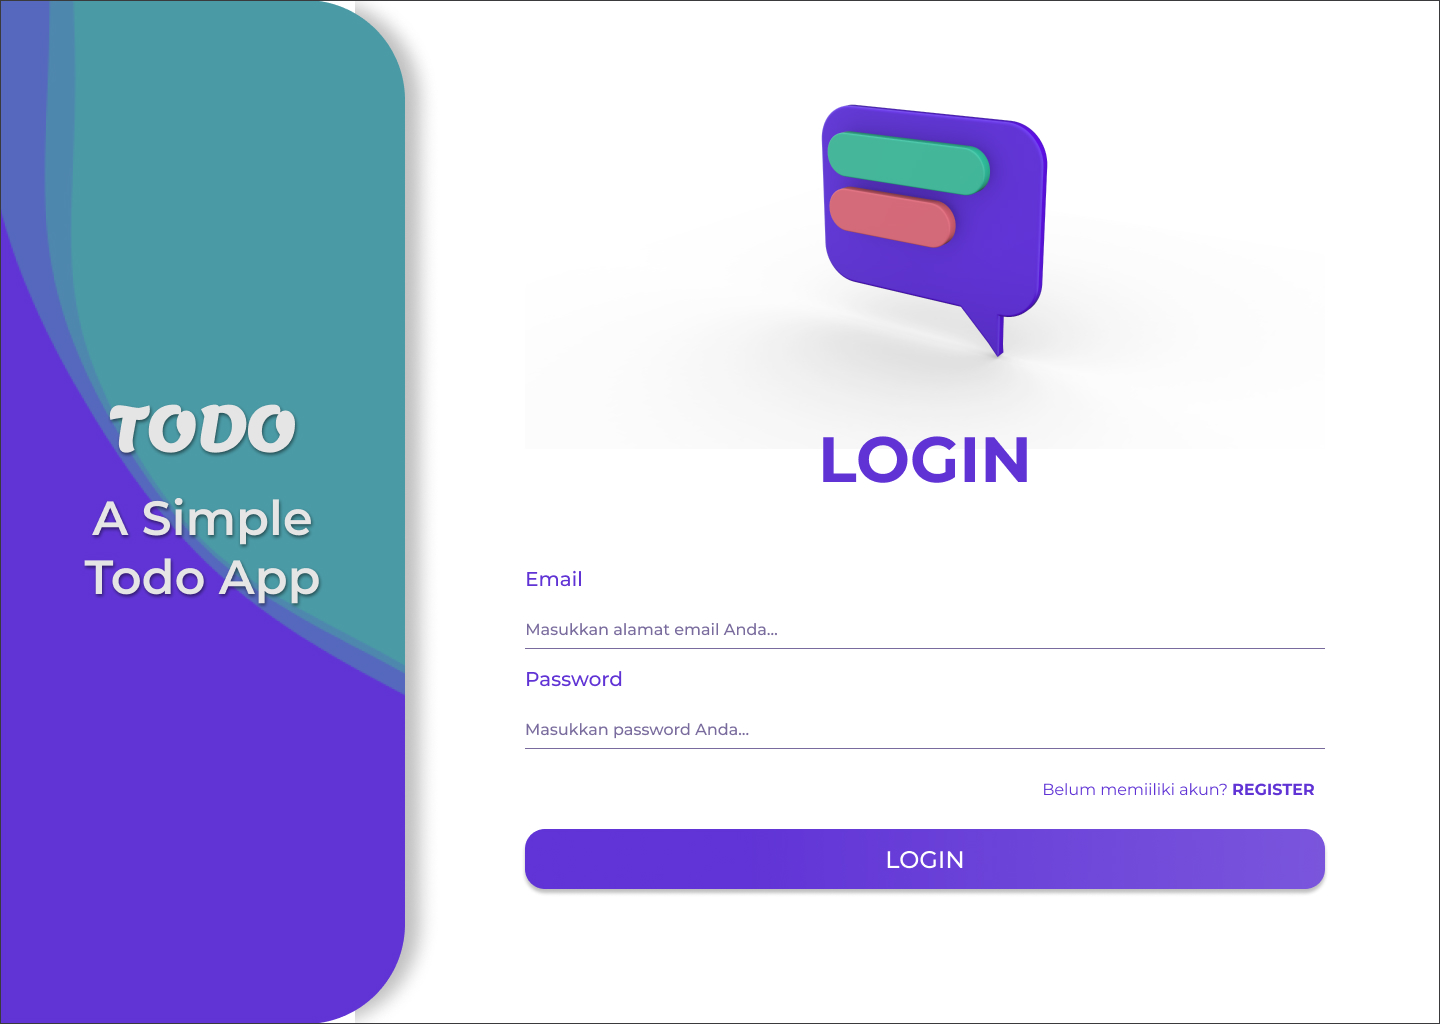 TODO
A Simple
Todo App
LOGIN
Email
Masukkan alamat email Anda...
Password
Masukkan password Anda...
Belum memiiliki akun? REGISTER
LOGIN